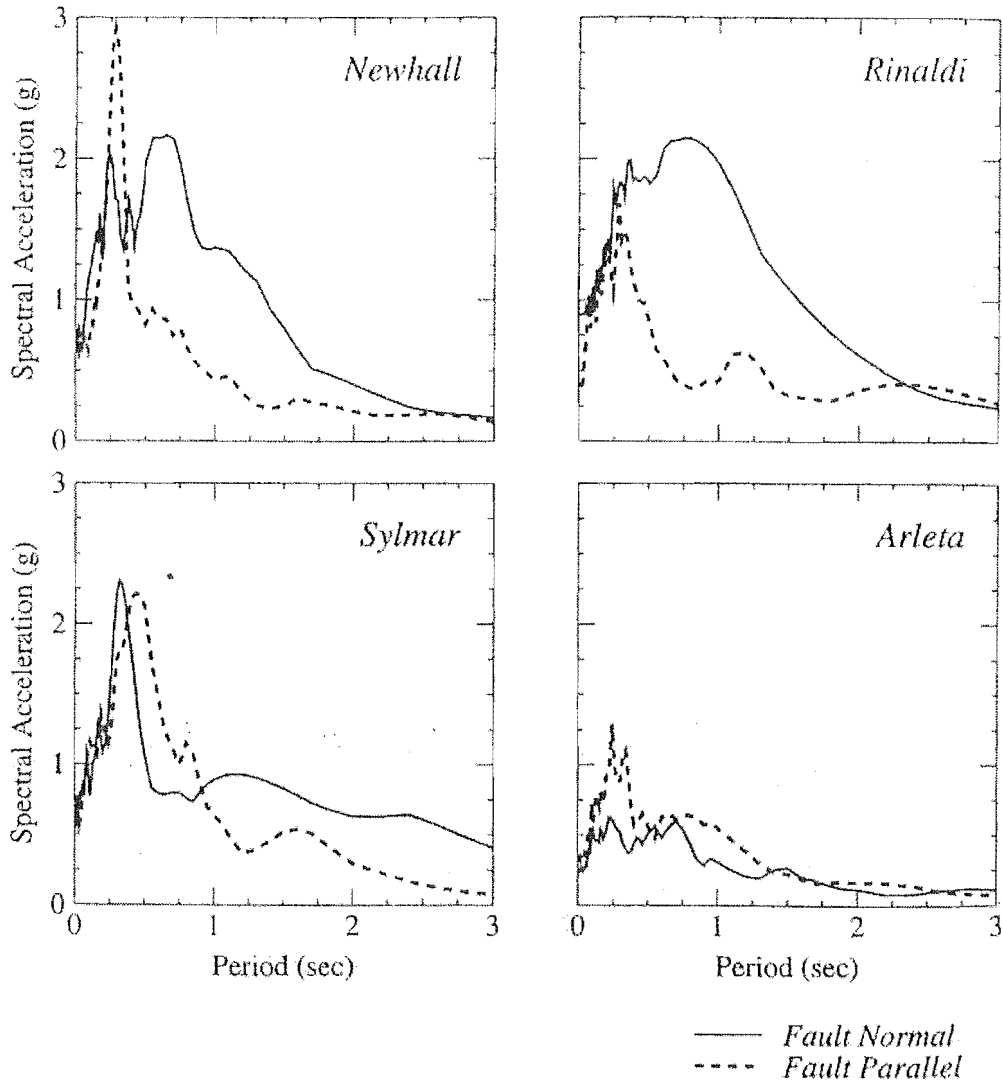 3
2
1
0
Spectral Acceleration (g)
Newhall
Rinaldi
3
2
1
0
Spectral Acceleration (g)
Sylmar
Arleta
0
1
2
3
Period (sec)
0
1
2
3
Period (sec)
Fault Normal
Fault Parallel